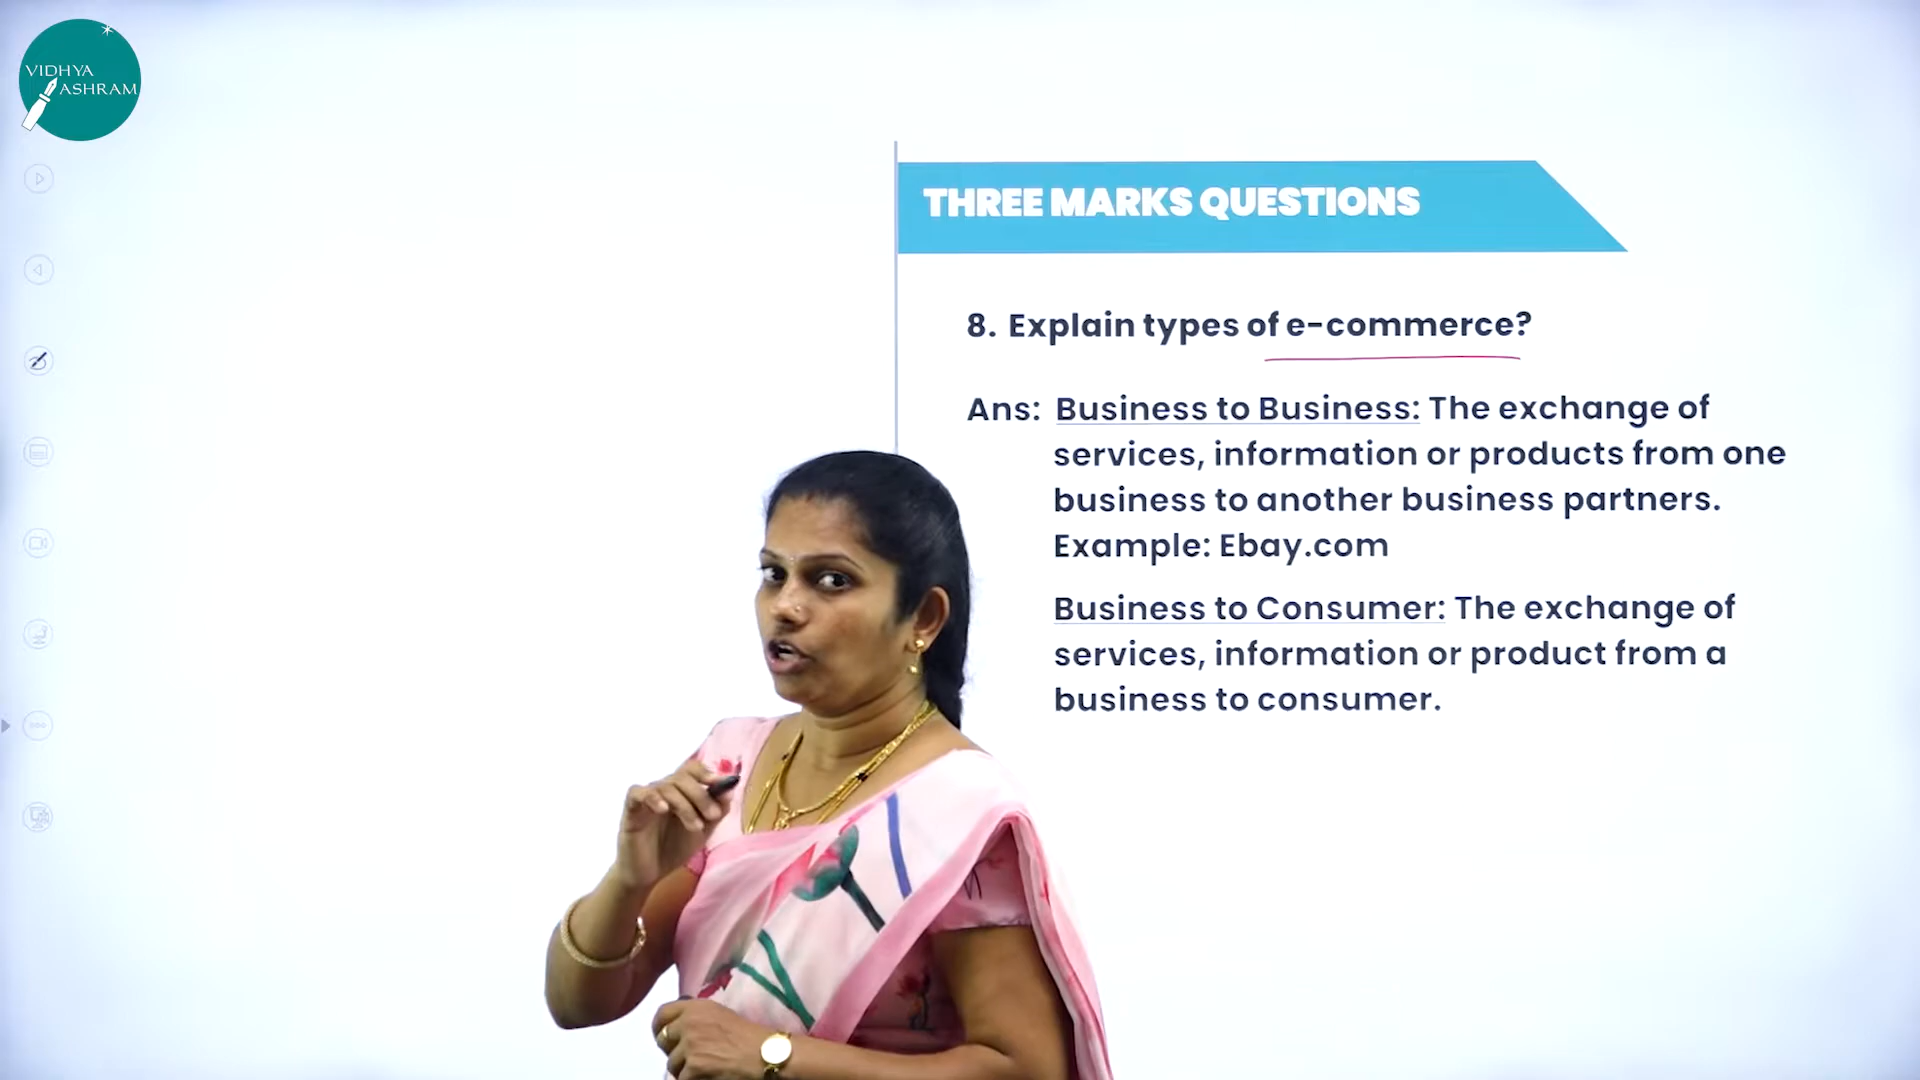 VIDHYA
ASHRAM
THREE MARKS QUESTIONS
8. Explain types of e-commerce?
Ans: Business to Business: The exchange of
services, information or products from one
business to another business partners.
Example: Ebay.com
Business to Consumer: The exchange of
services, information or product from a
business to consumer.